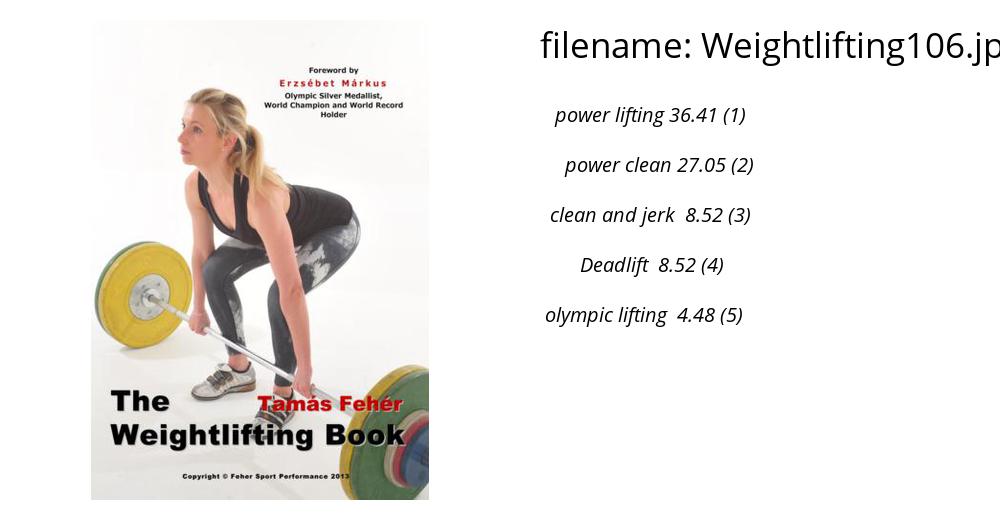 filename: Weightlifting106.jp
power lifting 36.41 (1)
power clean 27.05 (2)
clean and jerk  8.52 (3)
Deadlift  8.52 (4)
olympic lifting  4.48 (5)
Foreword by
Erzsébet Márkus
Olympic Silver Medallist,
World Champion and World Record
Holder
The
Tamás Fehér
Weightlifting Book
Copyright © Feher Sport Performance 2013